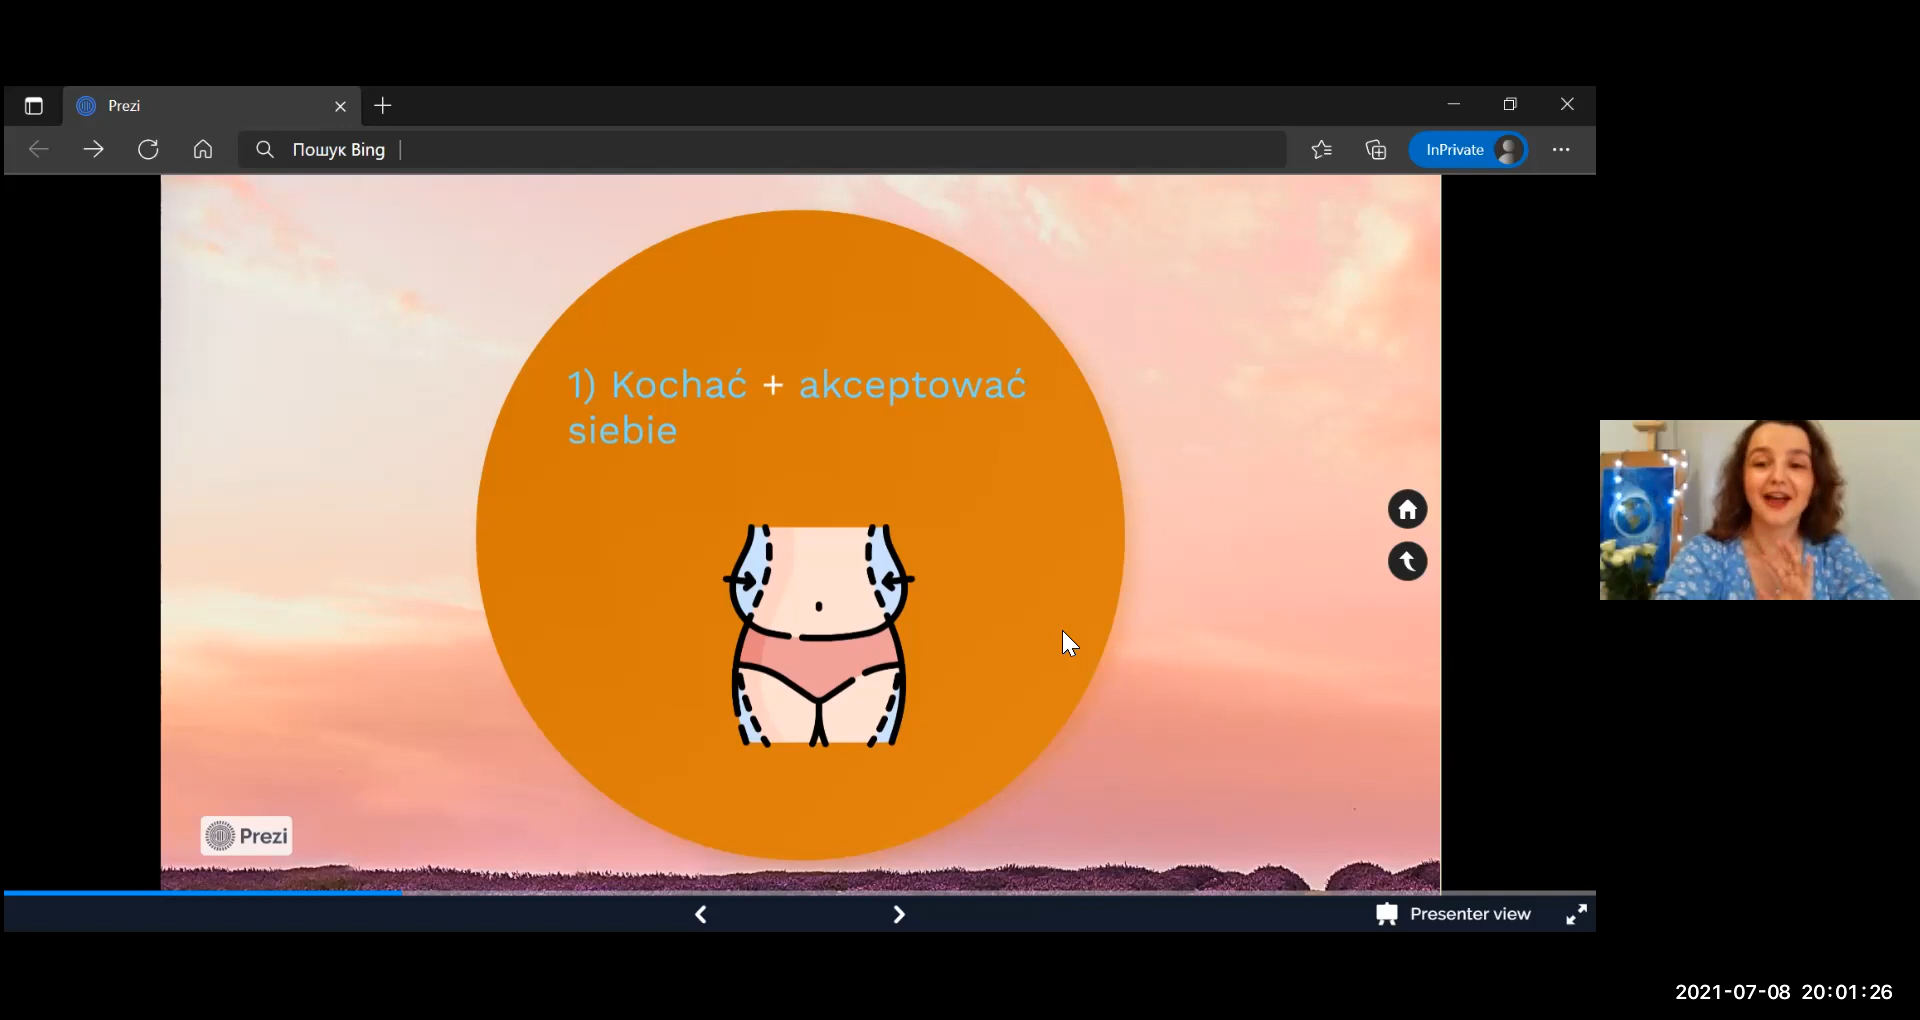 Prezi
Пошук Bing
InPrivate
1) Kochać + akceptować
siebie
Prezi
Presenter view
2021-07-08 20:01:26